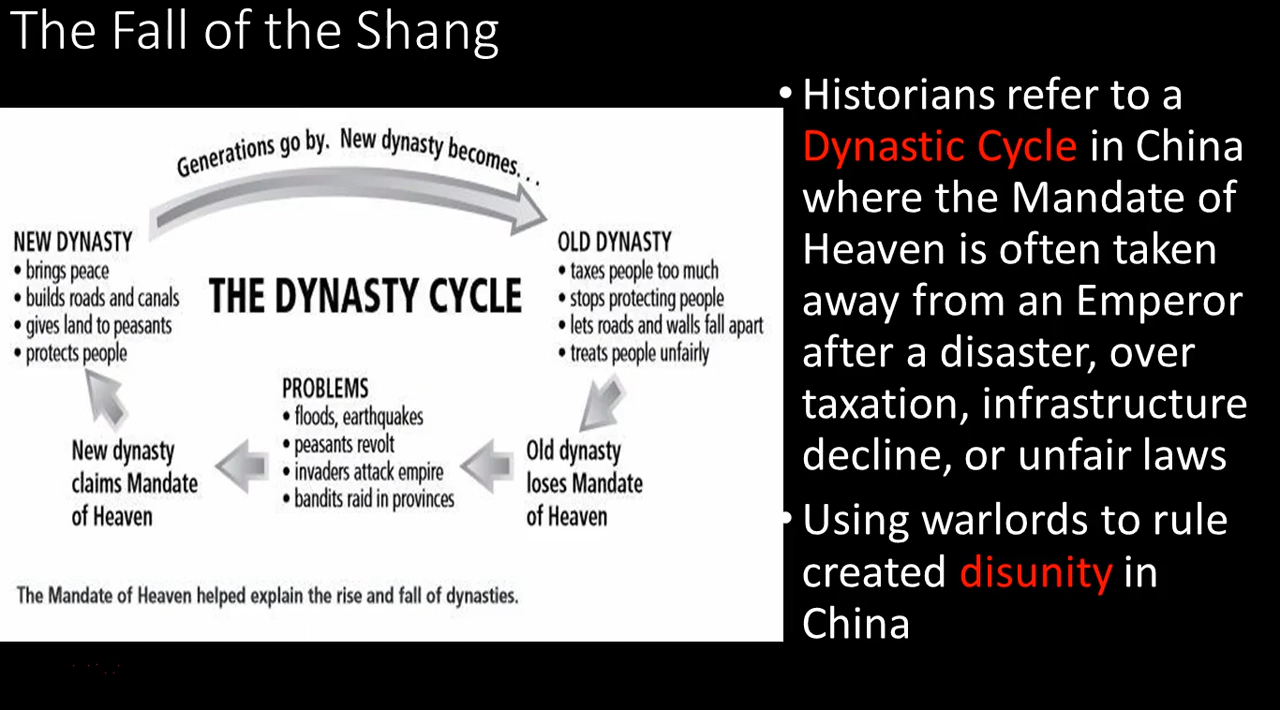 The Fall of the Shang
Generations go by. New dynasty becomes. . .
NEW DYNASTY
• brings peace
• builds roads and canals
• gives land to peasants
• protects people
THE DYNASTY CYCLE
OLD DYNASTY
• taxes people too much
• stops protecting people
• lets roads and walls fall apart
• treats people unfairly
PROBLEMS
• floods, earthquakes
• peasants revolt
• invaders attack empire
• bandits raid in provinces
New dynasty
claims Mandate
of Heaven
Old dynasty
loses Mandate
of Heaven
The Mandate of Heaven helped explain the rise and fall of dynasties.
• Historians refer to a
Dynastic Cycle in China
where the Mandate of
Heaven is often taken
away from an Emperor
after a disaster, over
taxation, infrastructure
decline, or unfair laws
• Using warlords to rule
created disunity in
China